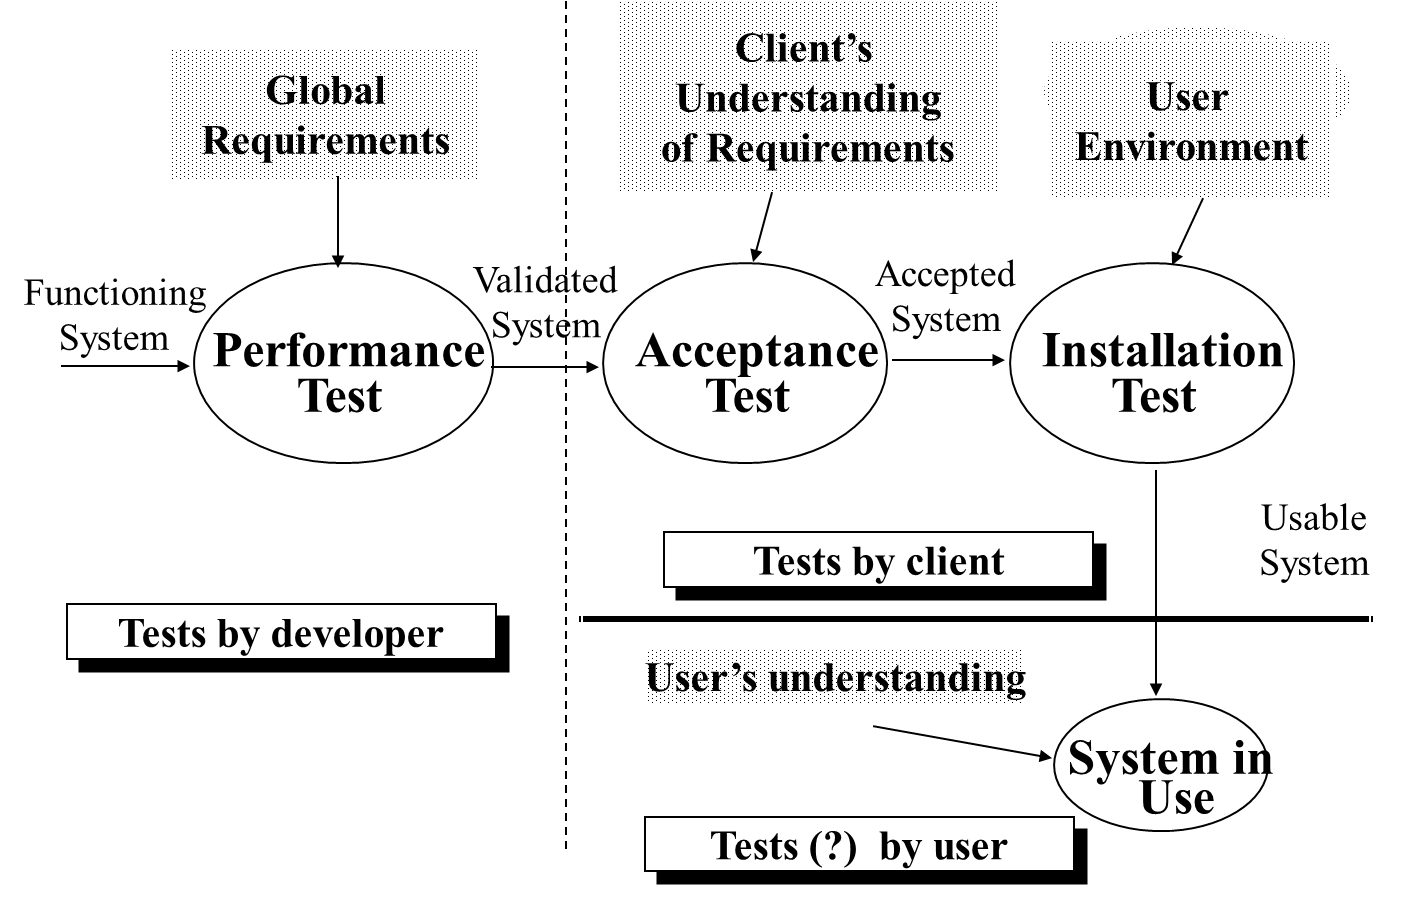 Global
Requirements
Client’s
Understanding
of Requirements
User
Environment
Functioning
System
Validated
System
Accepted
System
Performance
Test
Acceptance
Test
Installation
Test
Usable
System
Tests by client
Tests by developer
User’s understanding
System in
Use
Tests (?)  by user